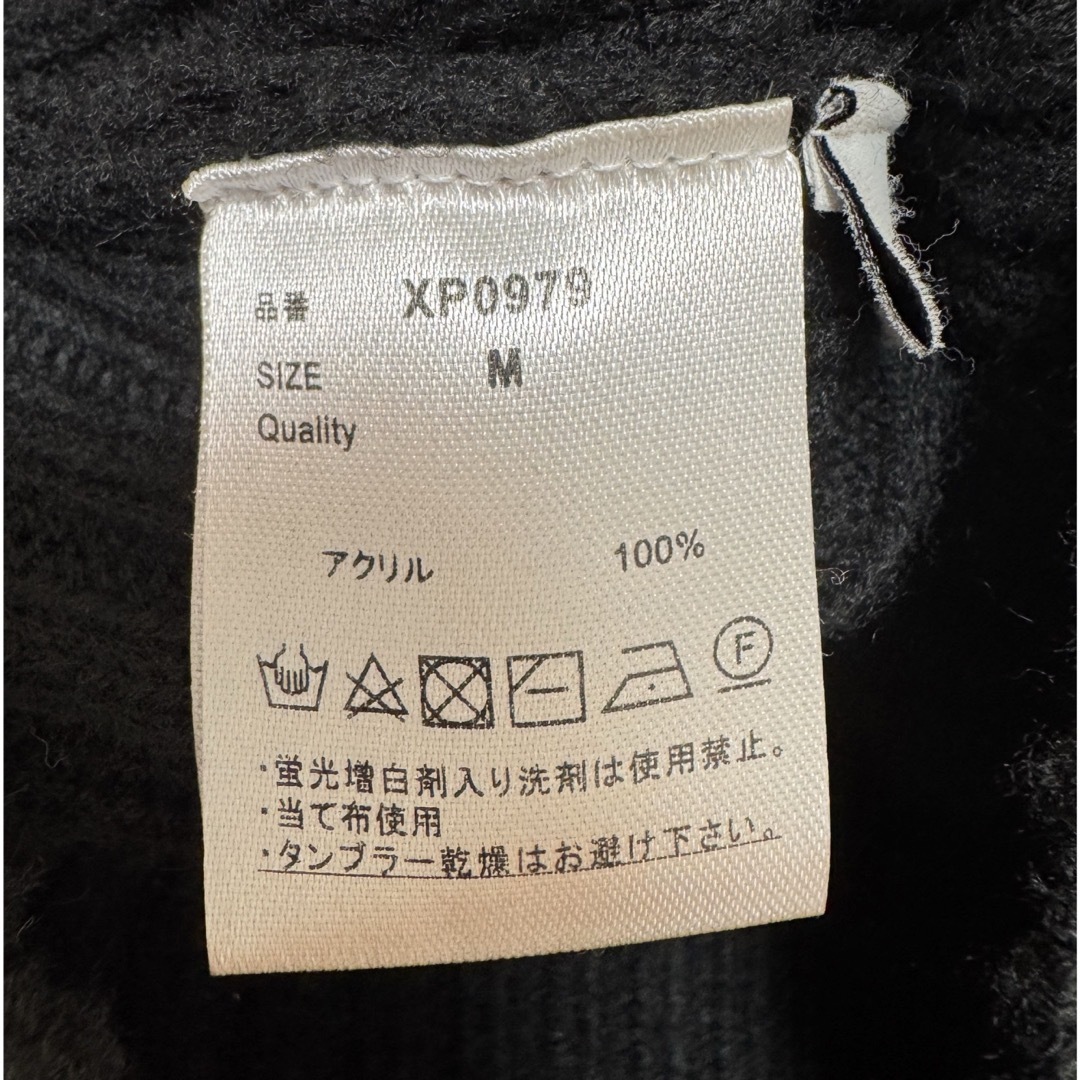 品番 XP0979
SIZE M
Quality
アクリル 100%
F
・蛍光増白剤入り洗剤は使用禁止。
・当て布使用
・タンブラー乾燥はお避け下さい。